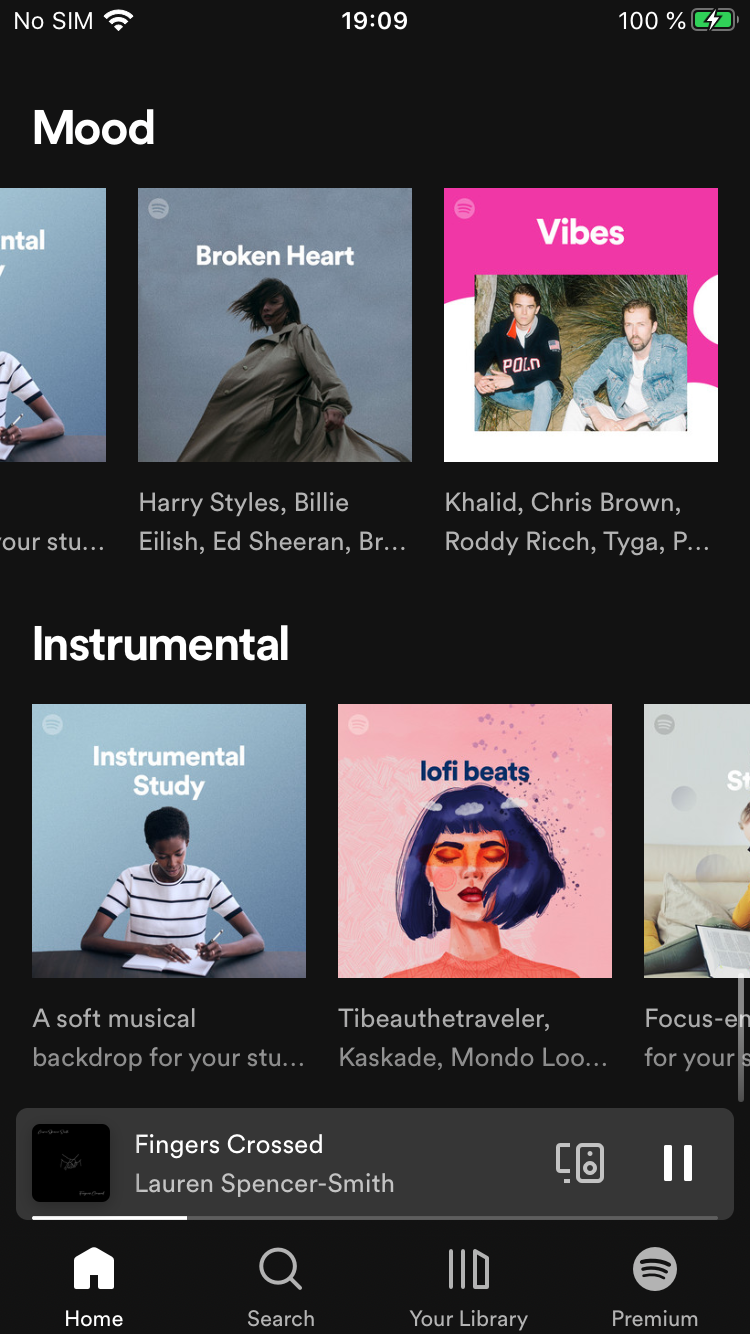 No SIM 19:09 100 %
Mood
ntal
y
Broken Heart
Vibes
POLO
your stu...
Harry Styles, Billie
Eilish, Ed Sheeran, Br...
Khalid, Chris Brown,
Roddy Ricch, Tyga, P...
Instrumental
Instrumental
Study
lofi beats
St
A soft musical
backdrop for your stu...
Tibeauthetraveler,
Kaskade, Mondo Loo...
Focus-en
for your s
Fingers Crossed
Lauren Spencer-Smith
Home
Search
Your Library
Premium